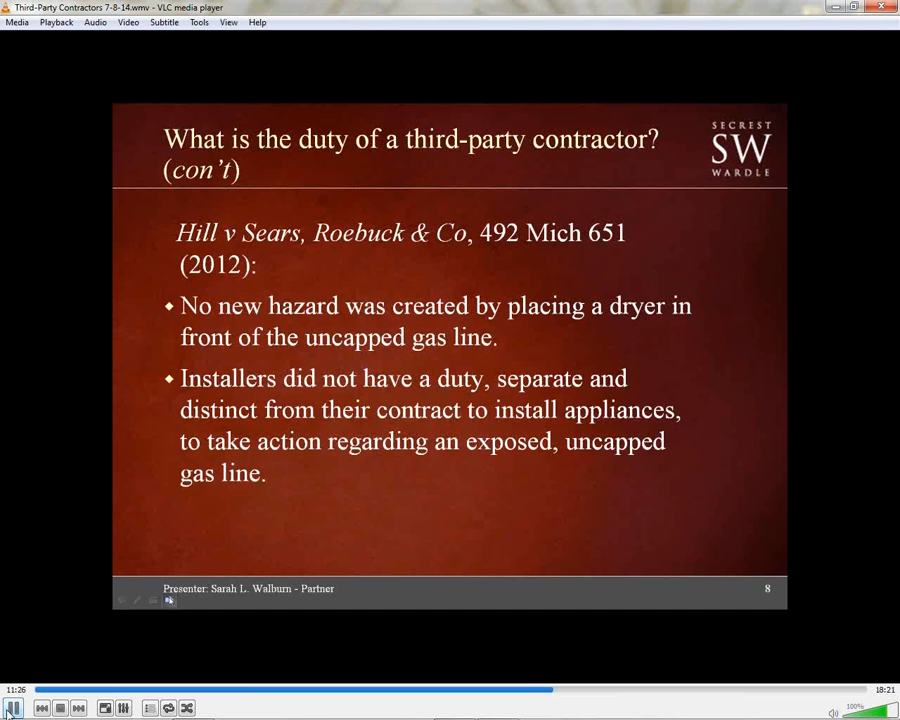 Third-Party Contractors 7-8-14.wmv - VLC media player
Media Playback Audio Video Subtitle Tools View Help
What is the duty of a third-party contractor?
(con’t)
SECREST
SW
WARDLE
Hill v Sears, Roebuck & Co, 492 Mich 651
(2012):
No new hazard was created by placing a dryer in
front of the uncapped gas line.
Installers did not have a duty, separate and
distinct from their contract to install appliances,
to take action regarding an exposed, uncapped
gas line.
Presenter: Sarah L. Walburn - Partner
8
11:26
18:21
100%